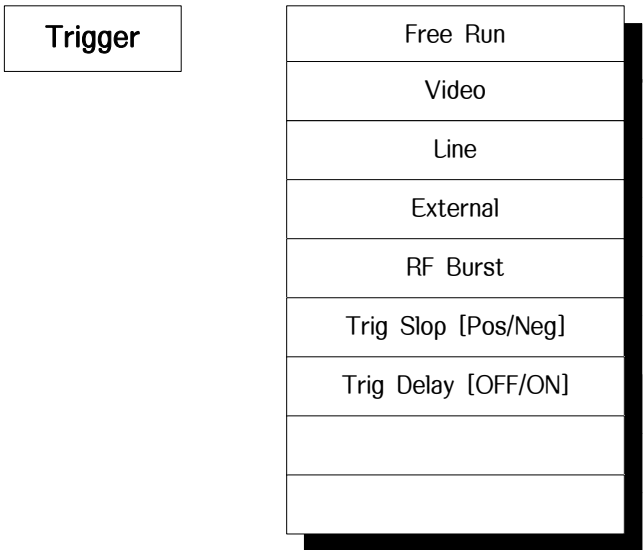 Trigger
Free Run
Video
Line
External
RF Burst
Trig Slop [Pos/Neg]
Trig Delay [OFF/ON]